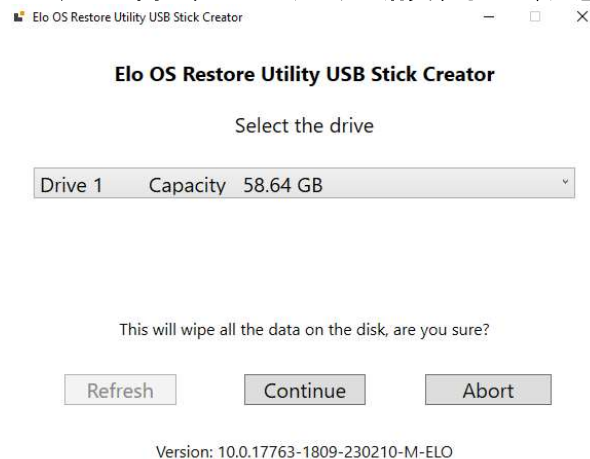 Elo OS Restore Utility USB Stick Creator
Elo OS Restore Utility USB Stick Creator
Select the drive
Drive 1 Capacity 58.64 GB
This will wipe all the data on the disk, are you sure?
Refresh Continue Abort
Version: 10.0.17763-1809-230210-M-ELO